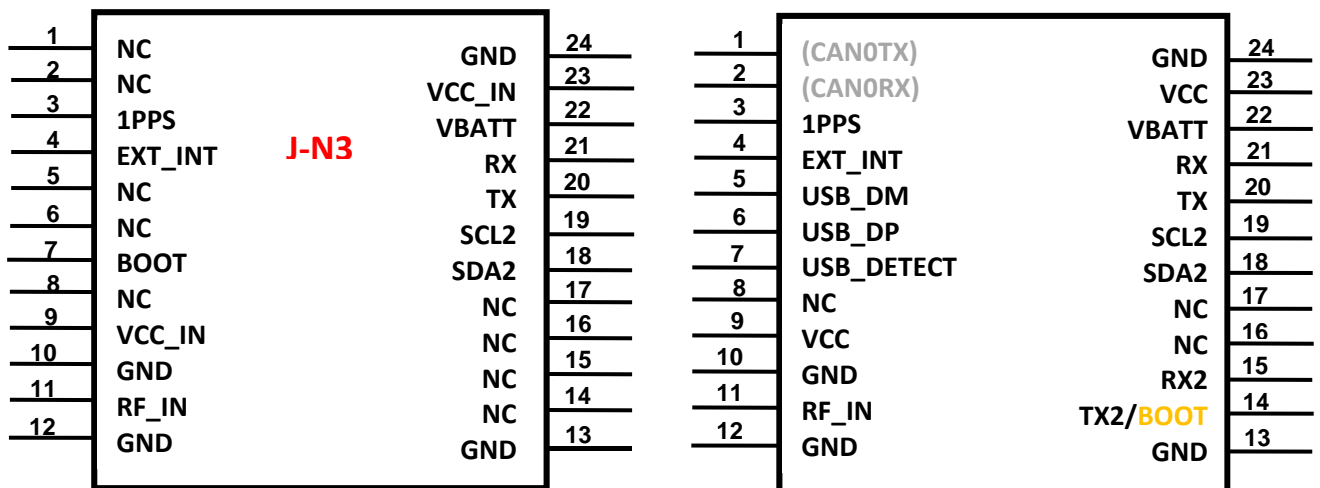 1 NC GND 24
2 NC VCC_IN 23
3 1PPS VBATT 22
4 EXT_INT J-N3 RX 21
5 NC TX 20
6 NC SCL2 19
7 BOOT SDA2 18
8 NC NC 17
9 VCC_IN NC 16
10 GND NC 15
11 RF_IN NC 14
12 GND GND 13
1 (CAN0TX) GND 24
2 (CAN0RX) VCC 23
3 1PPS VBATT 22
4 EXT_INT RX 21
5 USB_DM TX 20
6 USB_DP SCL2 19
7 USB_DETECT SDA2 18
8 NC NC 17
9 VCC NC 16
10 GND RX2 15
11 RF_IN TX2/BOOT 14
12 GND GND 13